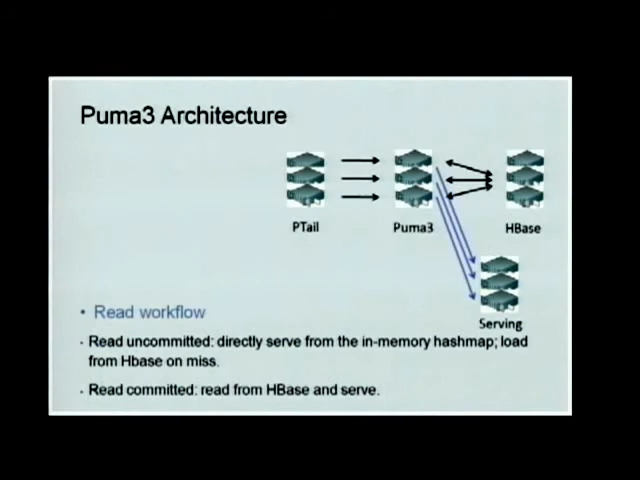 Puma3 Architecture
PTail
Puma3
HBase
Serving
• Read workflow
- Read uncommitted: directly serve from the in-memory hashmap; load
from Hbase on miss.
- Read committed: read from HBase and serve.